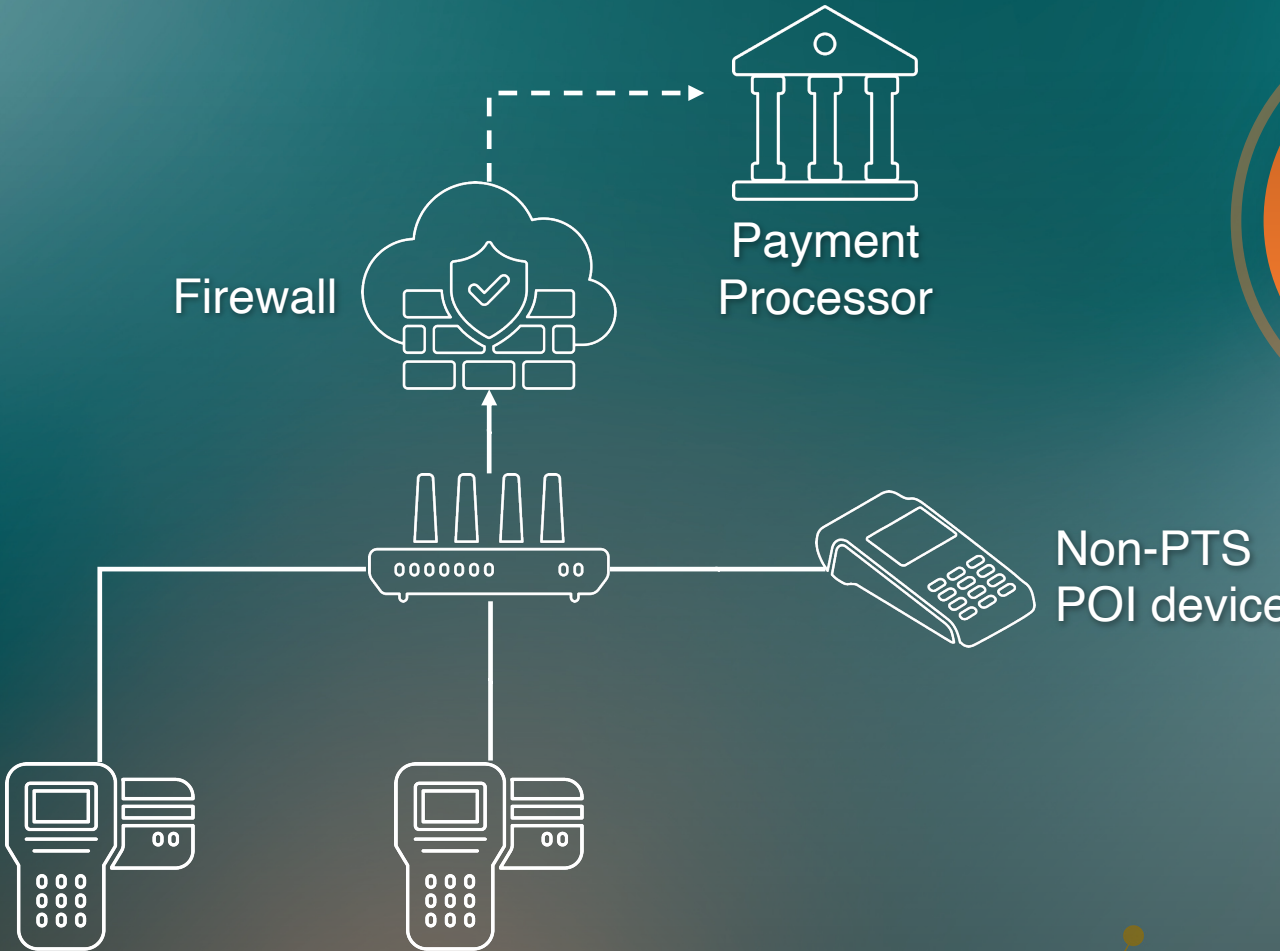 Payment
Processor
Firewall
Non-PTS
POI device